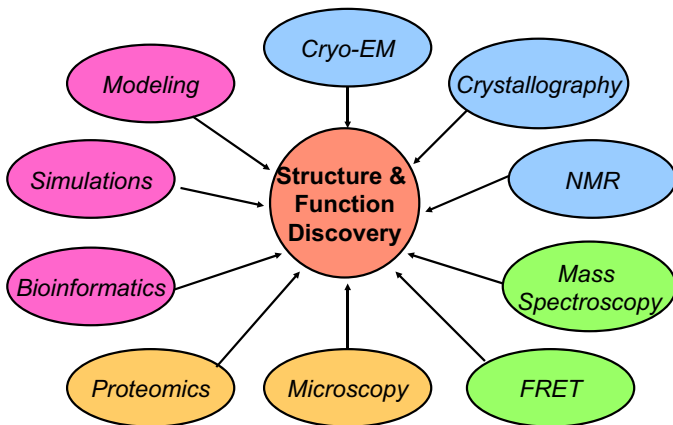 Cryo-EM
Modeling
Crystallography
Simulations
Structure &
Function
Discovery
NMR
Bioinformatics
Mass
Spectroscopy
Proteomics
Microscopy
FRET